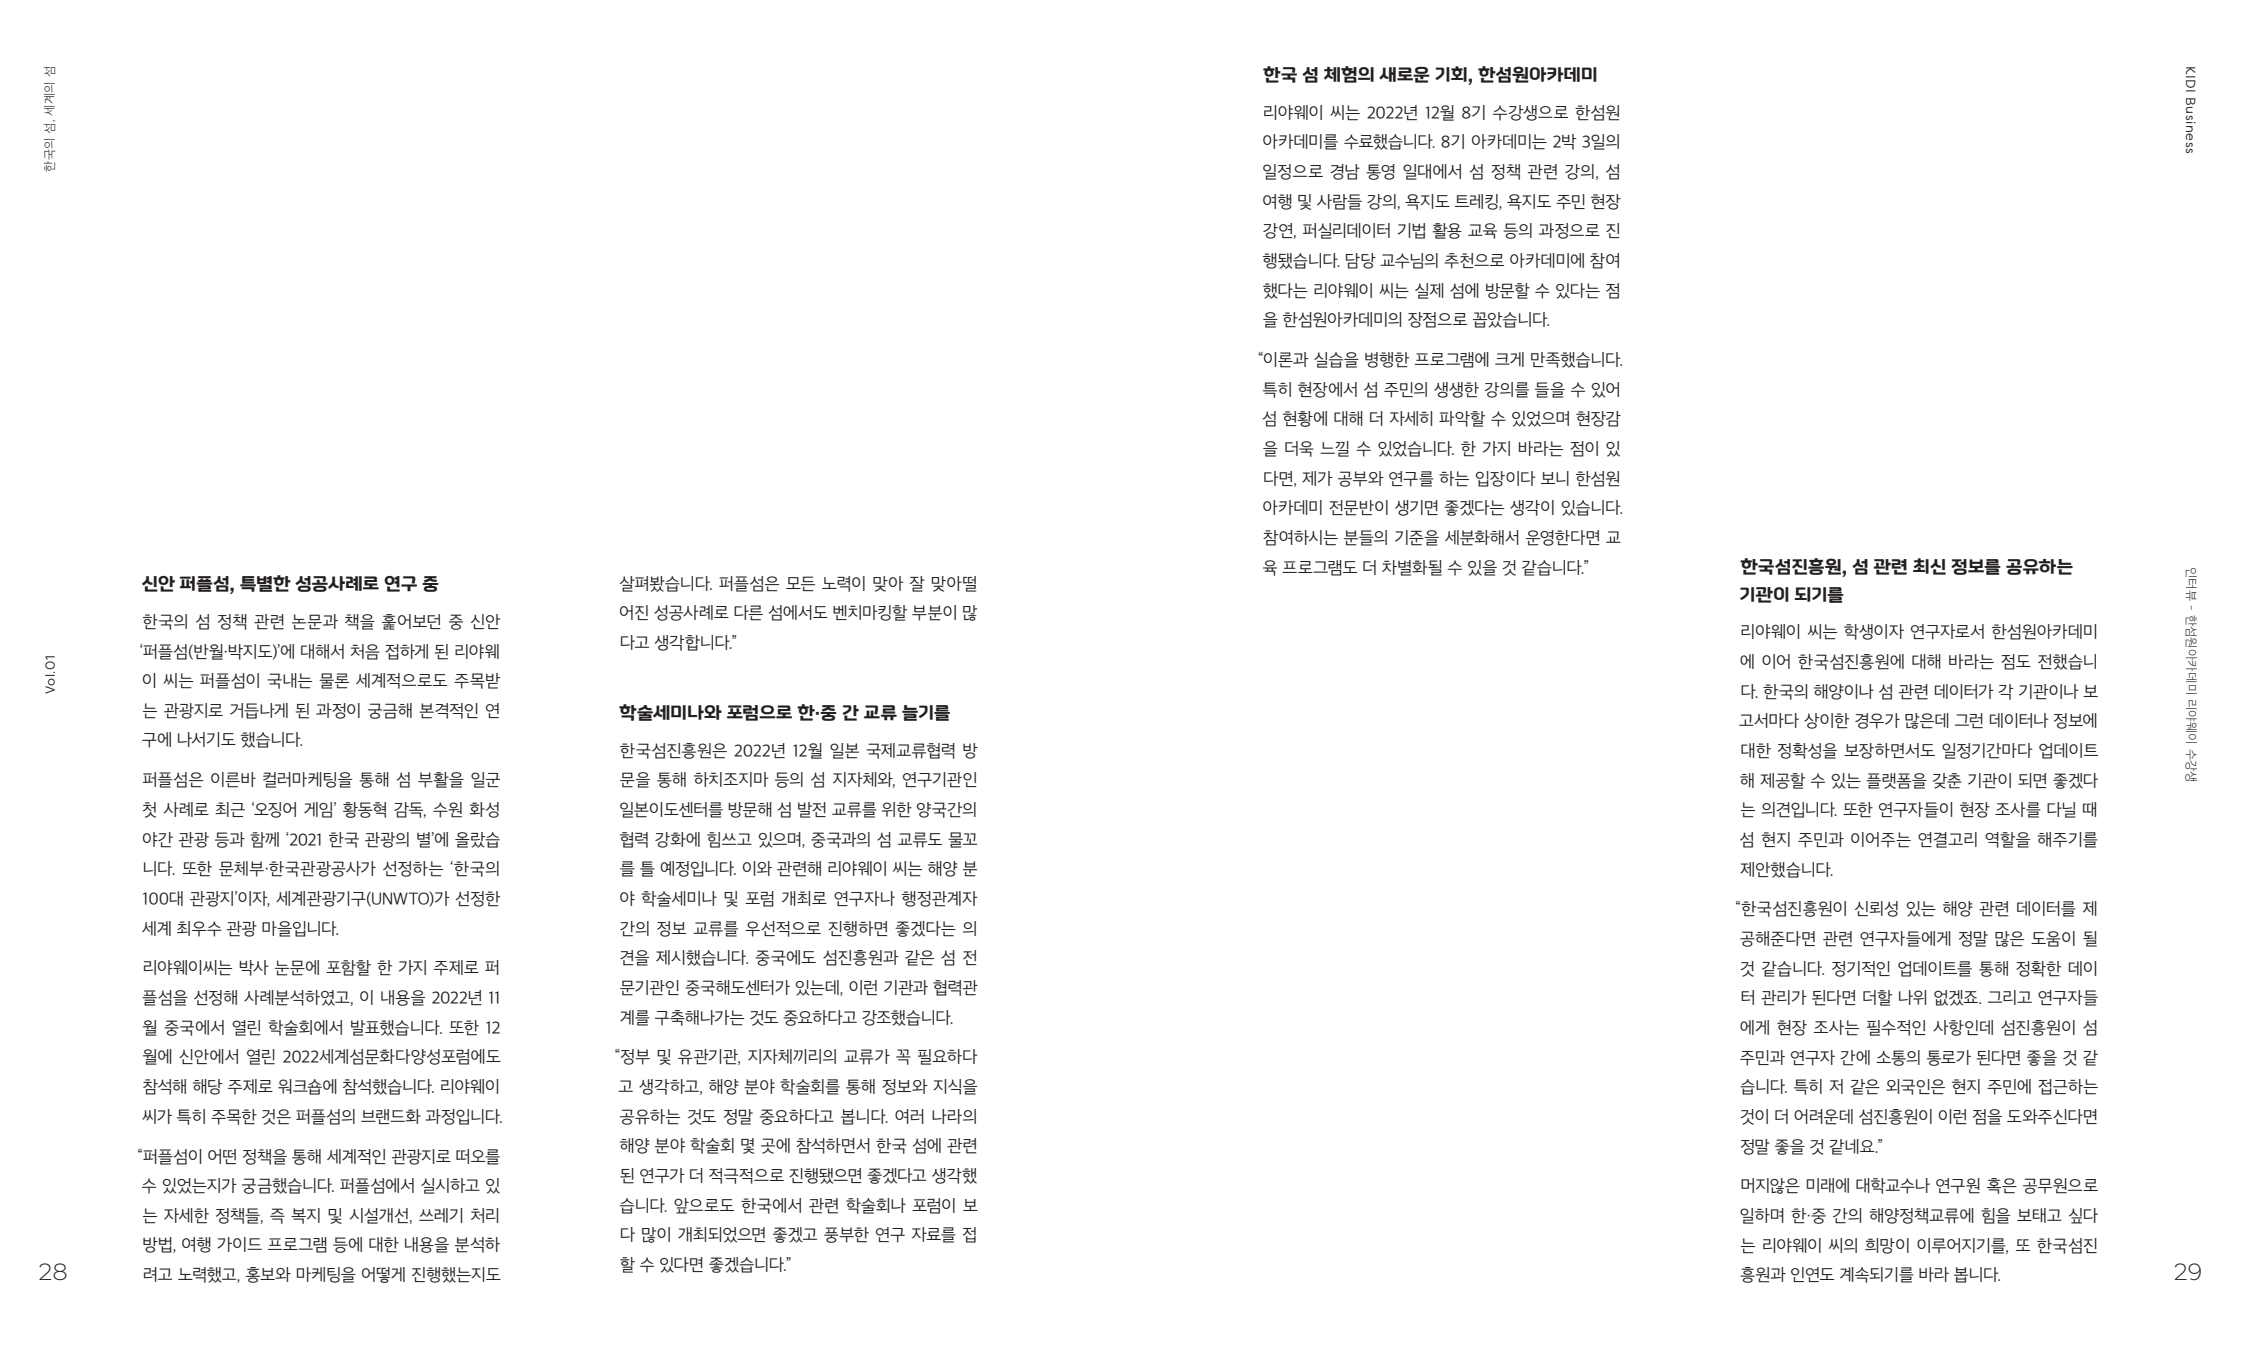 한국의 섬, 세계의 섬
Vol.01
28
신안 퍼플섬, 특별한 성공사례로 연구 중
한국의 섬 정책 관련 논문과 책을 훑어보던 중 신안
‘퍼플섬(반월·박지도)’에 대해서 처음 접하게 된 리야웨
이 씨는 퍼플섬이 국내는 물론 세계적으로도 주목받
는 관광지로 거듭나게 된 과정이 궁금해 본격적인 연
구에 나서기도 했습니다.
퍼플섬은 이른바 컬러마케팅을 통해 섬 부활을 일군
첫 사례로 최근 ‘오징어 게임’ 황동혁 감독, 수원 화성
야간 관광 등과 함께 ‘2021 한국 관광의 별’에 올랐습
니다. 또한 문체부·한국관광공사가 선정하는 ‘한국의
100대 관광지’이자, 세계관광기구(UNWTO)가 선정한
세계 최우수 관광 마을입니다.
리야웨이씨는 박사 눈문에 포함할 한 가지 주제로 퍼
플섬을 선정해 사례분석하였고, 이 내용을 2022년 11
월 중국에서 열린 학술회에서 발표했습니다. 또한 12
월에 신안에서 열린 2022세계섬문화다양성포럼에도
참석해 해당 주제로 워크숍에 참석했습니다. 리야웨이
씨가 특히 주목한 것은 퍼플섬의 브랜드화 과정입니다.
“퍼플섬이 어떤 정책을 통해 세계적인 관광지로 떠오를
수 있었는지가 궁금했습니다. 퍼플섬에서 실시하고 있
는 자세한 정책들, 즉 복지 및 시설개선, 쓰레기 처리
방법, 여행 가이드 프로그램 등에 대한 내용을 분석하
려고 노력했고, 홍보와 마케팅을 어떻게 진행했는지도
살펴봤습니다. 퍼플섬은 모든 노력이 맞아 잘 맞아떨
어진 성공사례로 다른 섬에서도 벤치마킹할 부분이 많
다고 생각합니다.”
학술세미나와 포럼으로 한·중 간 교류 늘기를
한국섬진흥원은 2022년 12월 일본 국제교류협력 방
문을 통해 하치조지마 등의 섬 지자체와, 연구기관인
일본이도센터를 방문해 섬 발전 교류를 위한 양국간의
협력 강화에 힘쓰고 있으며, 중국과의 섬 교류도 물꼬
를 틀 예정입니다. 이와 관련해 리야웨이 씨는 해양 분
야 학술세미나 및 포럼 개최로 연구자나 행정관계자
간의 정보 교류를 우선적으로 진행하면 좋겠다는 의
견을 제시했습니다. 중국에도 섬진흥원과 같은 섬 전
문기관인 중국해도센터가 있는데, 이런 기관과 협력관
계를 구축해나가는 것도 중요하다고 강조했습니다.
“정부 및 유관기관, 지자체끼리의 교류가 꼭 필요하다
고 생각하고, 해양 분야 학술회를 통해 정보와 지식을
공유하는 것도 정말 중요하다고 봅니다. 여러 나라의
해양 분야 학술회 몇 곳에 참석하면서 한국 섬에 관련
된 연구가 더 적극적으로 진행됐으면 좋겠다고 생각했
습니다. 앞으로도 한국에서 관련 학술회나 포럼이 보
다 많이 개최되었으면 좋겠고 풍부한 연구 자료를 접
할 수 있다면 좋겠습니다.”
한국 섬 체험의 새로운 기회, 한섬원아카데미
리야웨이 씨는 2022년 12월 8기 수강생으로 한섬원
아카데미를 수료했습니다. 8기 아카데미는 2박 3일의
일정으로 경남 통영 일대에서 섬 정책 관련 강의, 섬
여행 및 사람들 강의, 욕지도 트레킹, 욕지도 주민 현장
강연, 퍼실리데이터 기법 활용 교육 등의 과정으로 진
행됐습니다. 담당 교수님의 추천으로 아카데미에 참여
했다는 리야웨이 씨는 실제 섬에 방문할 수 있다는 점
을 한섬원아카데미의 장점으로 꼽았습니다.
“이론과 실습을 병행한 프로그램에 크게 만족했습니다.
특히 현장에서 섬 주민의 생생한 강의를 들을 수 있어
섬 현황에 대해 더 자세히 파악할 수 있었으며 현장감
을 더욱 느낄 수 있었습니다. 한 가지 바라는 점이 있
다면, 제가 공부와 연구를 하는 입장이다 보니 한섬원
아카데미 전문반이 생기면 좋겠다는 생각이 있습니다.
참여하시는 분들의 기준을 세분화해서 운영한다면 교
육 프로그램도 더 차별화될 수 있을 것 같습니다.”
한국섬진흥원, 섬 관련 최신 정보를 공유하는
기관이 되기를
리야웨이 씨는 학생이자 연구자로서 한섬원아카데미
에 이어 한국섬진흥원에 대해 바라는 점도 전했습니
다. 한국의 해양이나 섬 관련 데이터가 각 기관이나 보
고서마다 상이한 경우가 많은데 그런 데이터나 정보에
대한 정확성을 보장하면서도 일정기간마다 업데이트
해 제공할 수 있는 플랫폼을 갖춘 기관이 되면 좋겠다
는 의견입니다. 또한 연구자들이 현장 조사를 다닐 때
섬 현지 주민과 이어주는 연결고리 역할을 해주기를
제안했습니다.
“한국섬진흥원이 신뢰성 있는 해양 관련 데이터를 제
공해준다면 관련 연구자들에게 정말 많은 도움이 될
것 같습니다. 정기적인 업데이트를 통해 정확한 데이
터 관리가 된다면 더할 나위 없겠죠. 그리고 연구자들
에게 현장 조사는 필수적인 사항인데 섬진흥원이 섬
주민과 연구자 간에 소통의 통로가 된다면 좋을 것 같
습니다. 특히 저 같은 외국인은 현지 주민에 접근하는
것이 더 어려운데 섬진흥원이 이런 점을 도와주신다면
정말 좋을 것 같네요.”
머지않은 미래에 대학교수나 연구원 혹은 공무원으로
일하며 한·중 간의 해양정책교류에 힘을 보태고 싶다
는 리야웨이 씨의 희망이 이루어지기를, 또 한국섬진
흥원과 인연도 계속되기를 바라 봅니다.
KIDI Business
인터뷰 - 한섬원아카데미 리야웨이 수강생
29